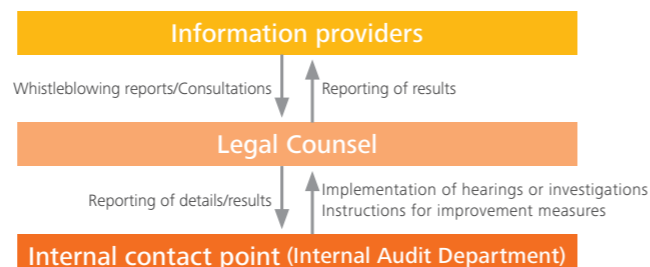 Information providers
Whistleblowing reports/Consultations
Reporting of results
Legal Counsel
Reporting of details/results
Implementation of hearings or investigations
Instructions for improvement measures
Internal contact point (Internal Audit Department)